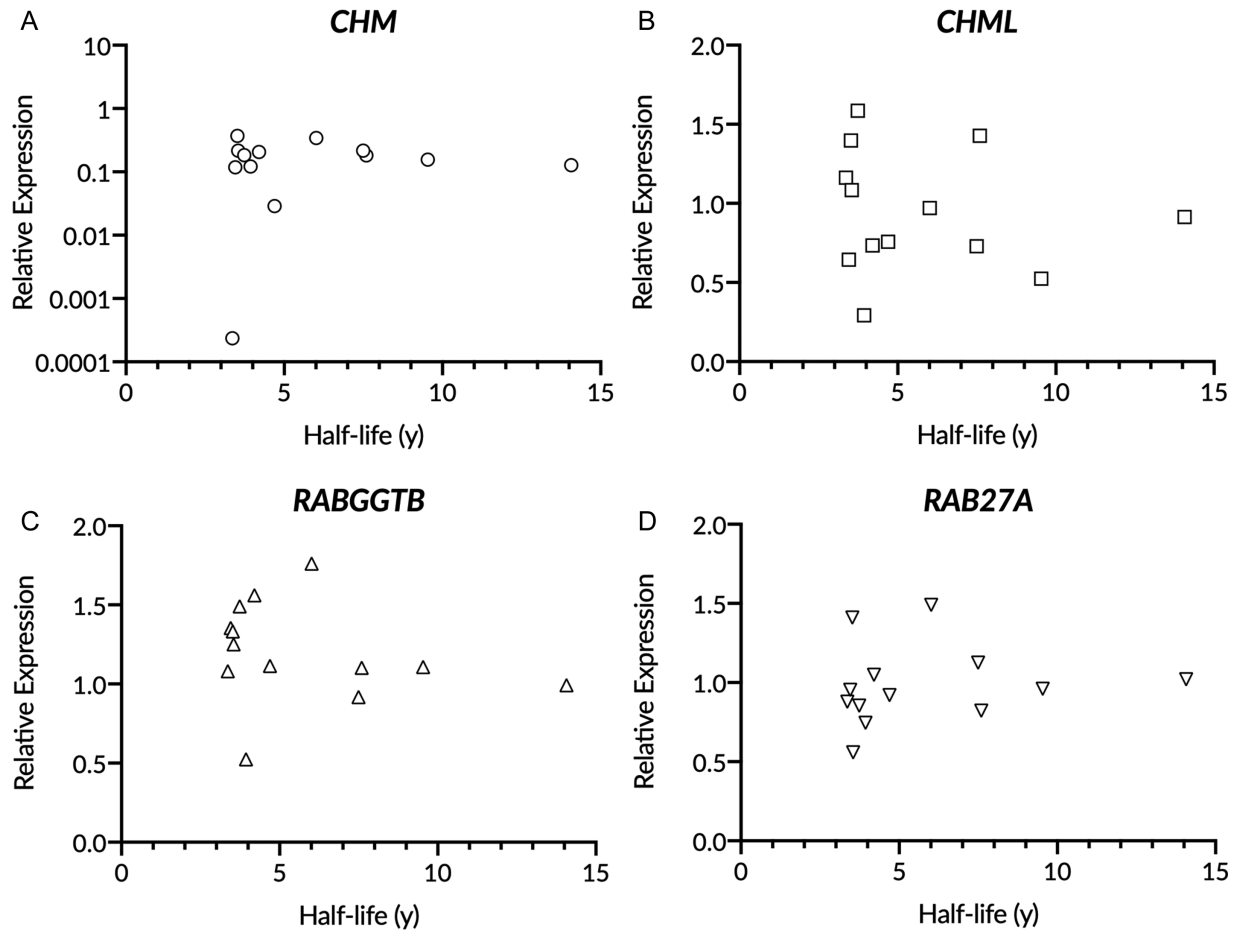 A
CHM
Relative Expression
10
1
0.1
0.01
0.001
0.0001
0 5 10 15
Half-life (y)
B
CHML
Relative Expression
2.0
1.5
1.0
0.5
0.0
0 5 10 15
Half-life (y)
C
RABGGTB
Relative Expression
2.0
1.5
1.0
0.5
0.0
0 5 10 15
Half-life (y)
D
RAB27A
Relative Expression
2.0
1.5
1.0
0.5
0.0
0 5 10 15
Half-life (y)